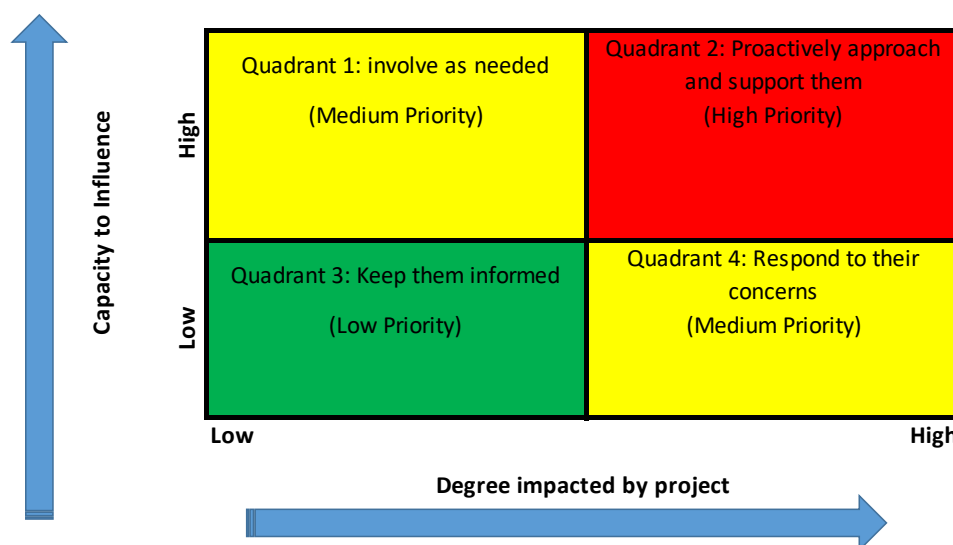 Quadrant 1: involve as needed
(Medium Priority)
Quadrant 2: Proactively approach
and support them
(High Priority)
Quadrant 3: Keep them informed
(Low Priority)
Quadrant 4: Respond to their
concerns
(Medium Priority)
Capacity to Influence
High
Low
Low
High
Degree impacted by project